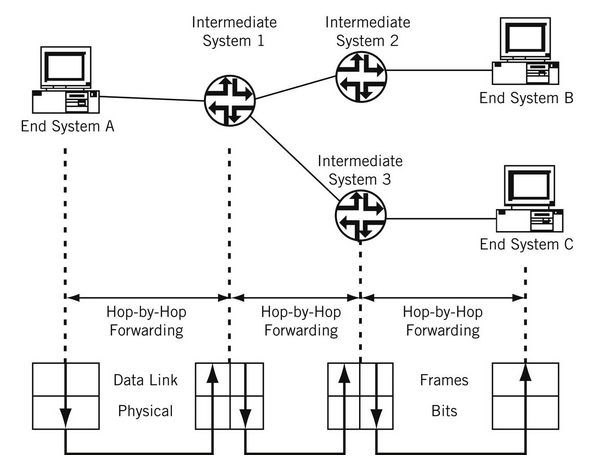 Intermediate
System 1
Intermediate
System 2
End System A
End System B
Intermediate
System 3
End System C
Hop-by-Hop
Forwarding
Hop-by-Hop
Forwarding
Hop-by-Hop
Forwarding
Data Link
Frames
Physical
Bits